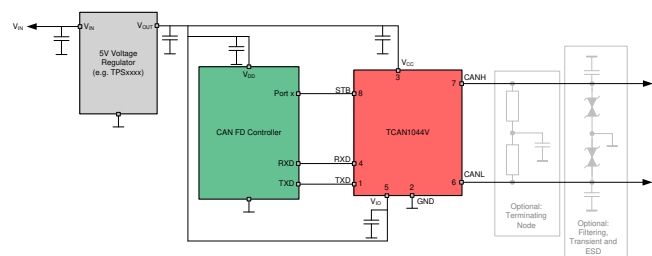 VIN
VIN
VOUT
5V Voltage
Regulator
(e.g. TPSxxxx)
VDD
VCC
3
Port x
STB
8
7
CANH
CAN FD Controller
TCAN1044V
RXD
RXD
4
TXD
TXD
1
6
CANL
5
2
VIO
GND
Optional:
Terminating
Node
Optional:
Filtering,
Transient and
ESD